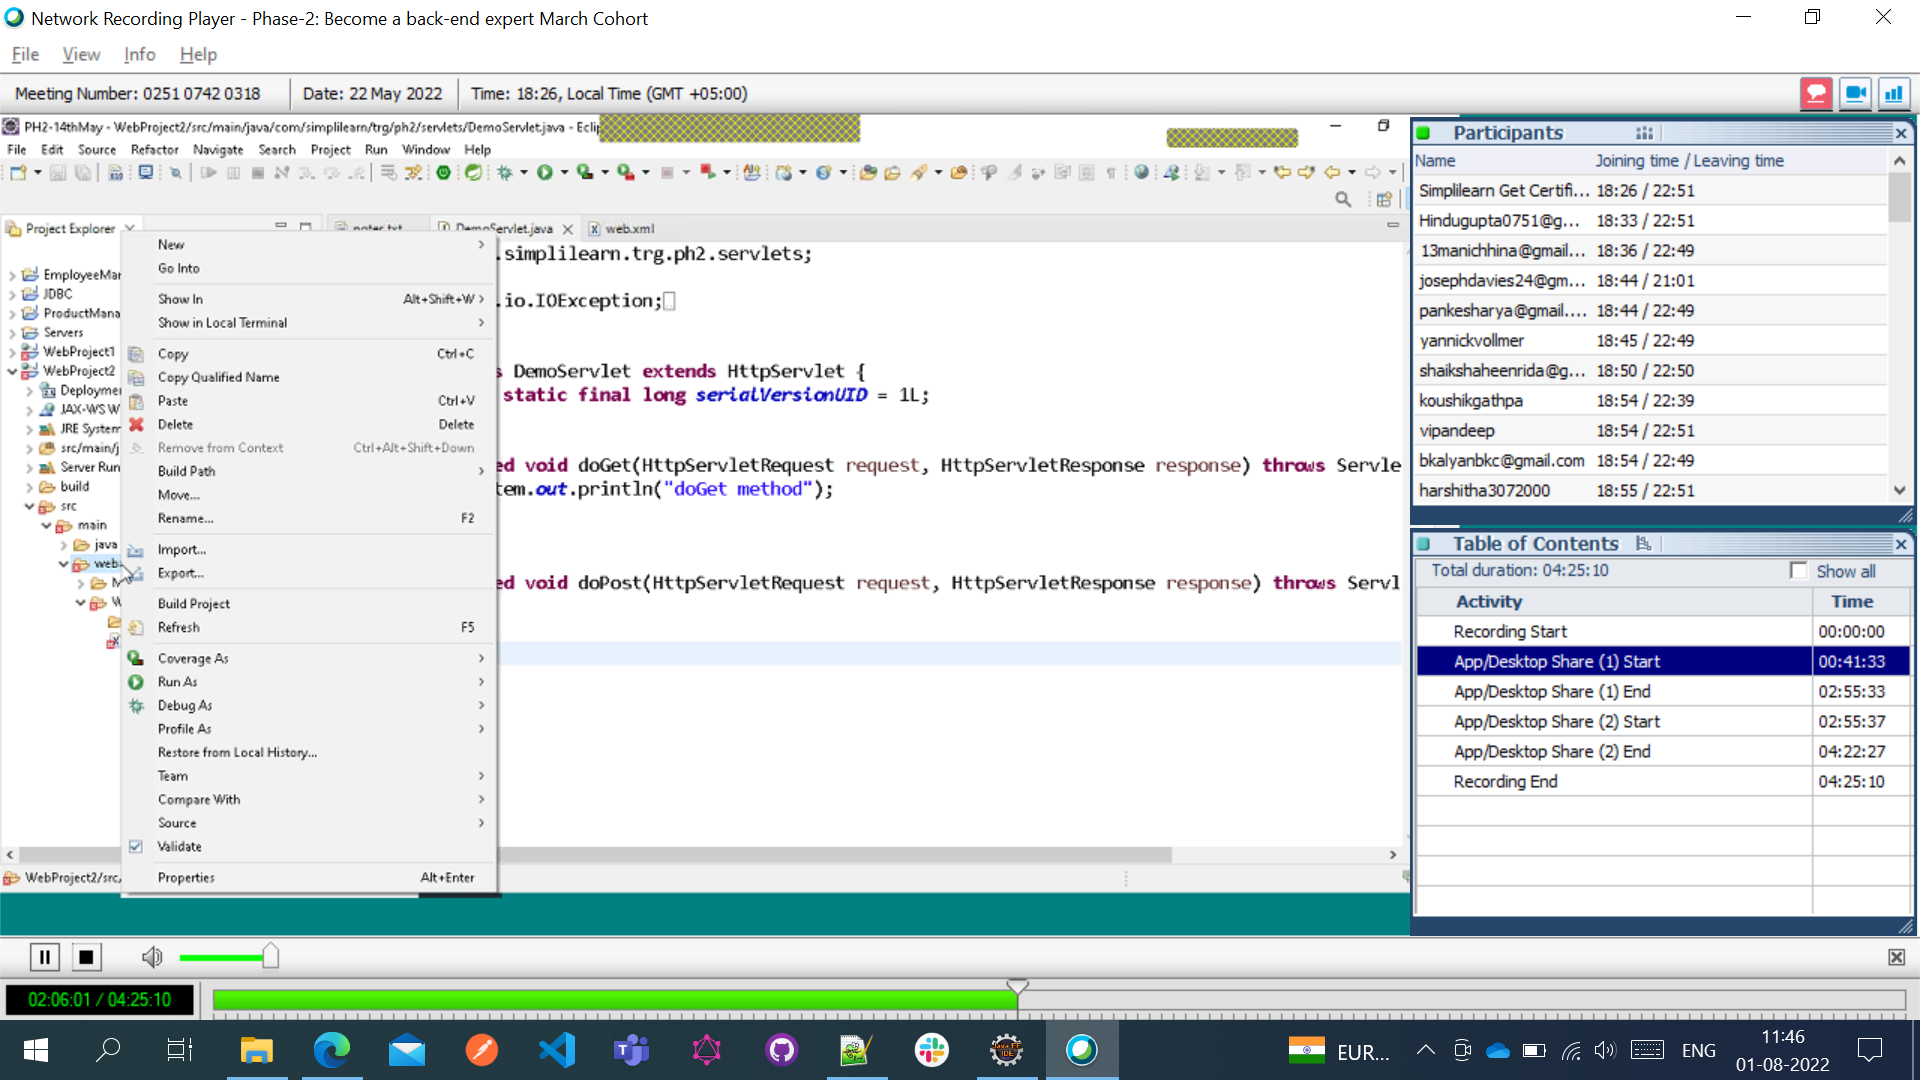 Network Recording Player - Phase-2: Become a back-end expert March Cohort
File View Info Help
Meeting Number: 0251 0742 0318 Date: 22 May 2022 Time: 18:26, Local Time (GMT +05:00)
PH2-14thMay - WebProject2/src/main/java/com/simplilearn/trg/ph2/servlets/DemoServlet.java - Eclip
File Edit Source Refactor Navigate Search Project Run Window Help
Project Explorer
notes.txt DemoServlet.java web.xml
EmployeeMan
JDBC
ProductMana
Servers
WebProject1
WebProject2
Deploymen
JAX-WS W
JRE System
src/main/j
Server Run
build
src
main
java
web
W
New
Go Into
Show In Alt+Shift+W
Show in Local Terminal
Copy Ctrl+C
Copy Qualified Name
Paste Ctrl+V
Delete Delete
Remove from Context Ctrl+Alt+Shift+Down
Build Path
Move...
Rename... F2
Import...
Export...
Build Project
Refresh F5
Coverage As
Run As
Debug As
Profile As
Restore from Local History...
Team
Compare With
Source
Validate
Properties Alt+Enter
.simplilearn.trg.ph2.servlets;
.io.IOException;
s DemoServlet extends HttpServlet {
static final long serialVersionUID = 1L;
ed void doGet(HttpServletRequest request, HttpServletResponse response) throws Servle
tem.out.println("doGet method");
ed void doPost(HttpServletRequest request, HttpServletResponse response) throws Servl
WebProject2/src/
Participants
Name Joining time / Leaving time
Simplilearn Get Certifi... 18:26 / 22:51
Hindugupta0751@g... 18:33 / 22:51
13manichhina@gmail... 18:36 / 22:49
josephdavies24@gm... 18:44 / 21:01
pankesharya@gmail.... 18:44 / 22:49
yannickvollmer 18:45 / 22:49
shaikshaheenrida@g... 18:50 / 22:50
koushikgathpa 18:54 / 22:39
vipandeep 18:54 / 22:51
bkalyanbkc@gmail.com 18:54 / 22:49
harshitha3072000 18:55 / 22:51
Table of Contents
Total duration: 04:25:10 Show all
Activity Time
Recording Start 00:00:00
App/Desktop Share (1) Start 00:41:33
App/Desktop Share (1) End 02:55:33
App/Desktop Share (2) Start 02:55:37
App/Desktop Share (2) End 04:22:27
Recording End 04:25:10
02:06:01 / 04:25:10
EUR... ENG 11:46
01-08-2022